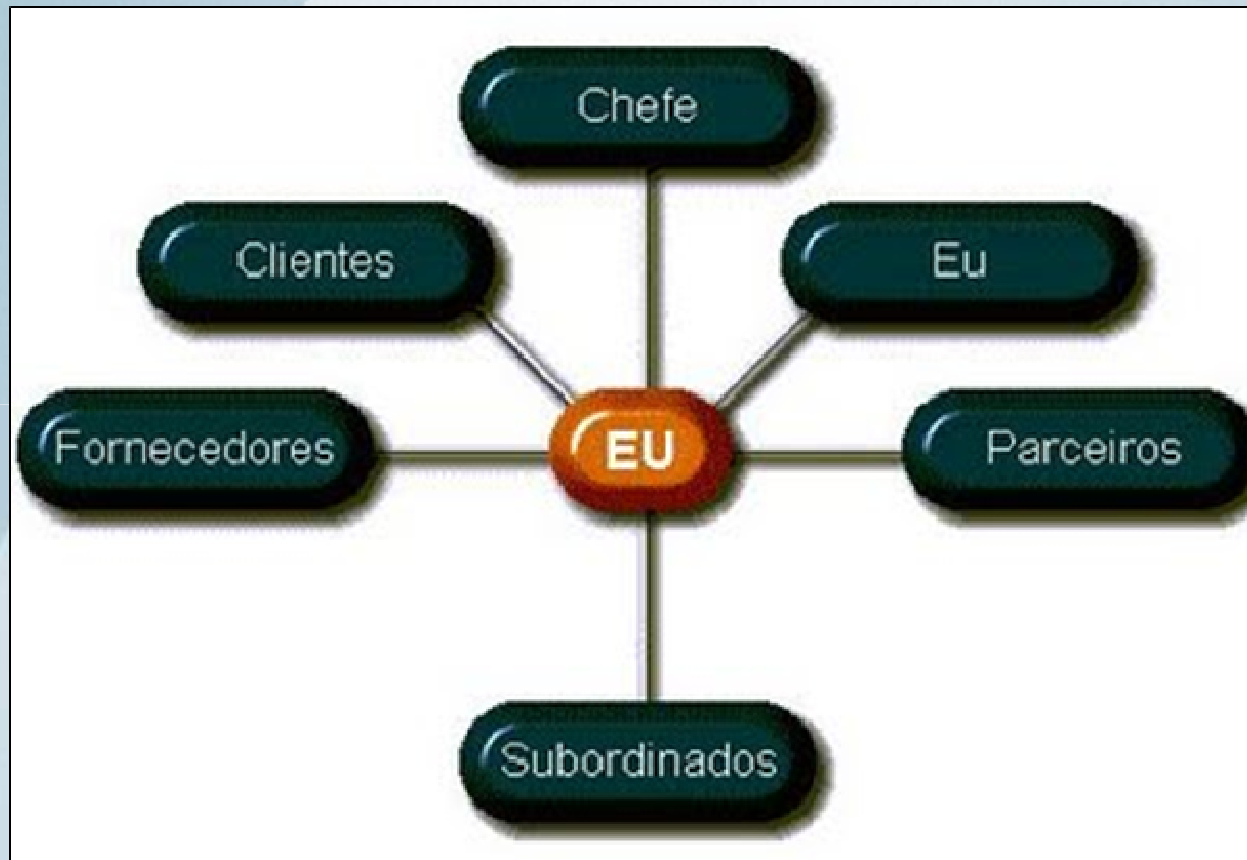 Chefe
Clientes
Eu
Fornecedores
EU
Parceiros
Subordinados